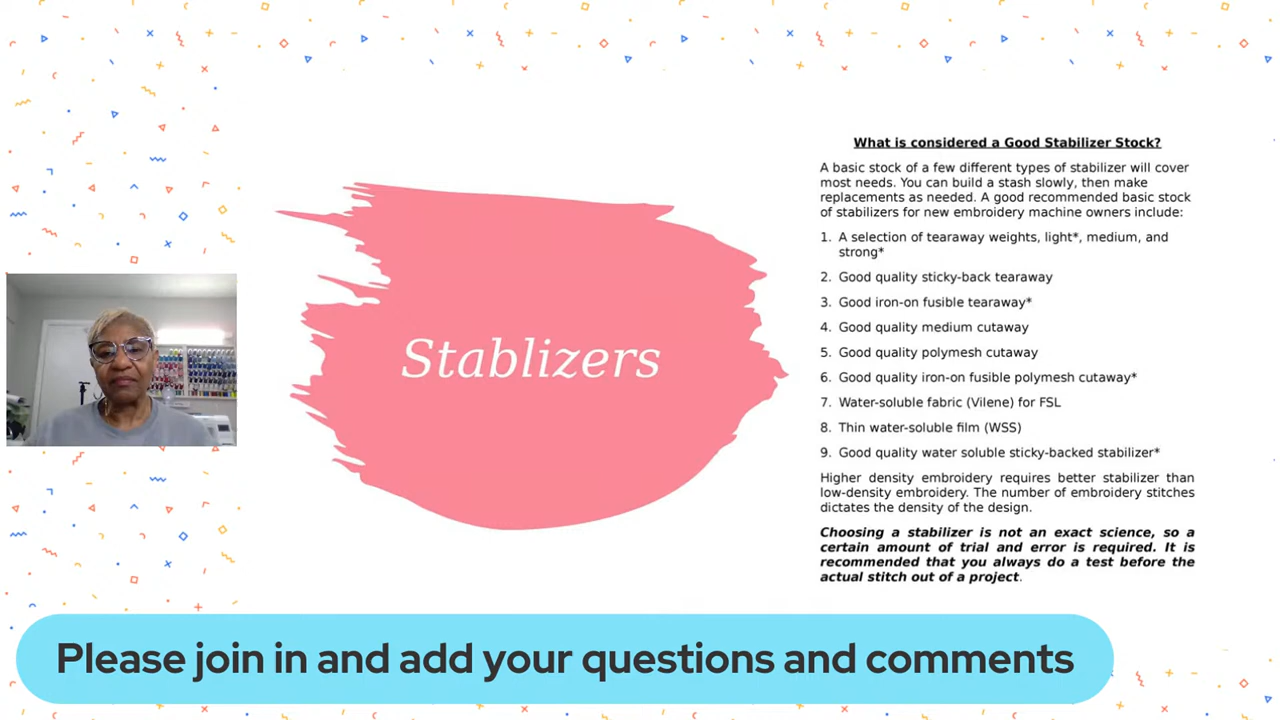 Stablizers
What is considered a Good Stabilizer Stock?
A basic stock of a few different types of stabilizer will cover
most needs. You can build a stash slowly, then make
replacements as needed. A good recommended basic stock
of stabilizers for new embroidery machine owners include:
1. A selection of tearaway weights, light*, medium, and
strong*
2. Good quality sticky-back tearaway
3. Good iron-on fusible tearaway*
4. Good quality medium cutaway
5. Good quality polymesh cutaway
6. Good quality iron-on fusible polymesh cutaway*
7. Water-soluble fabric (Vilene) for FSL
8. Thin water-soluble film (WSS)
9. Good quality water soluble sticky-backed stabilizer*
Higher density embroidery requires better stabilizer than
low-density embroidery. The number of embroidery stitches
dictates the density of the design.
Choosing a stabilizer is not an exact science, so a
certain amount of trial and error is required. It is
recommended that you always do a test before the
actual stitch out of a project.
Please join in and add your questions and comments